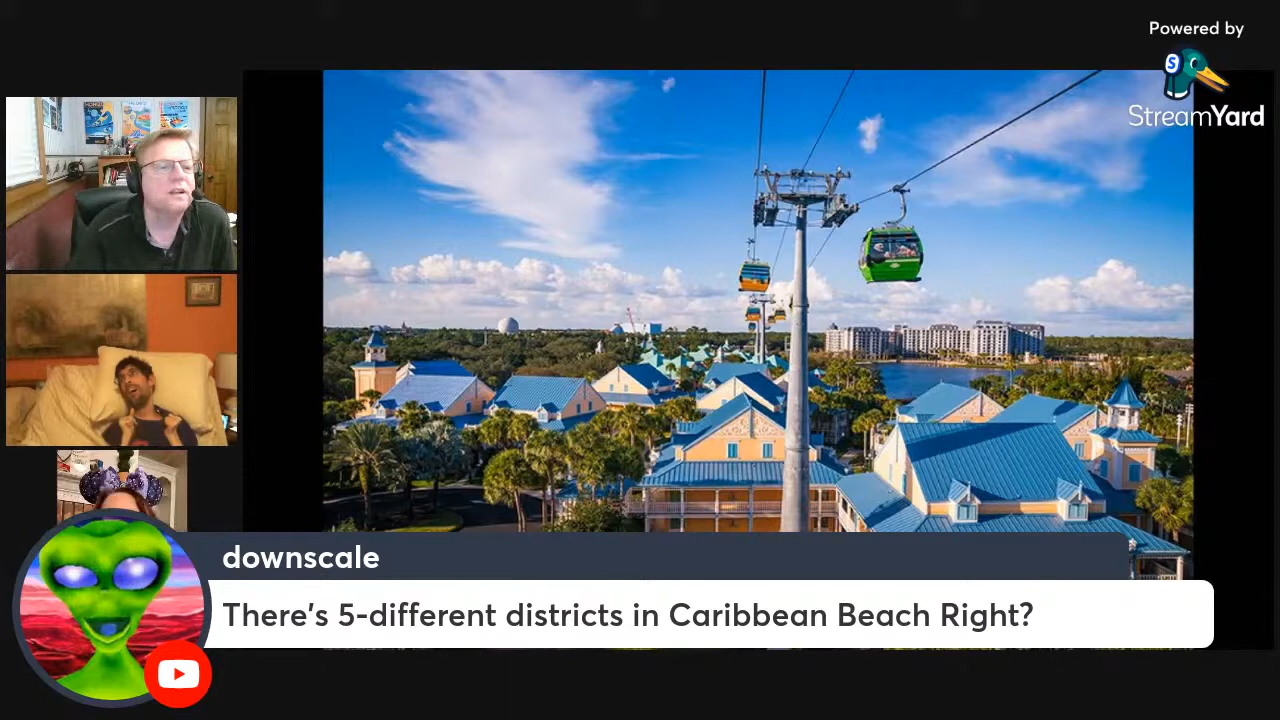 Powered by
StreamYard
downscale
There's 5-different districts in Caribbean Beach Right?